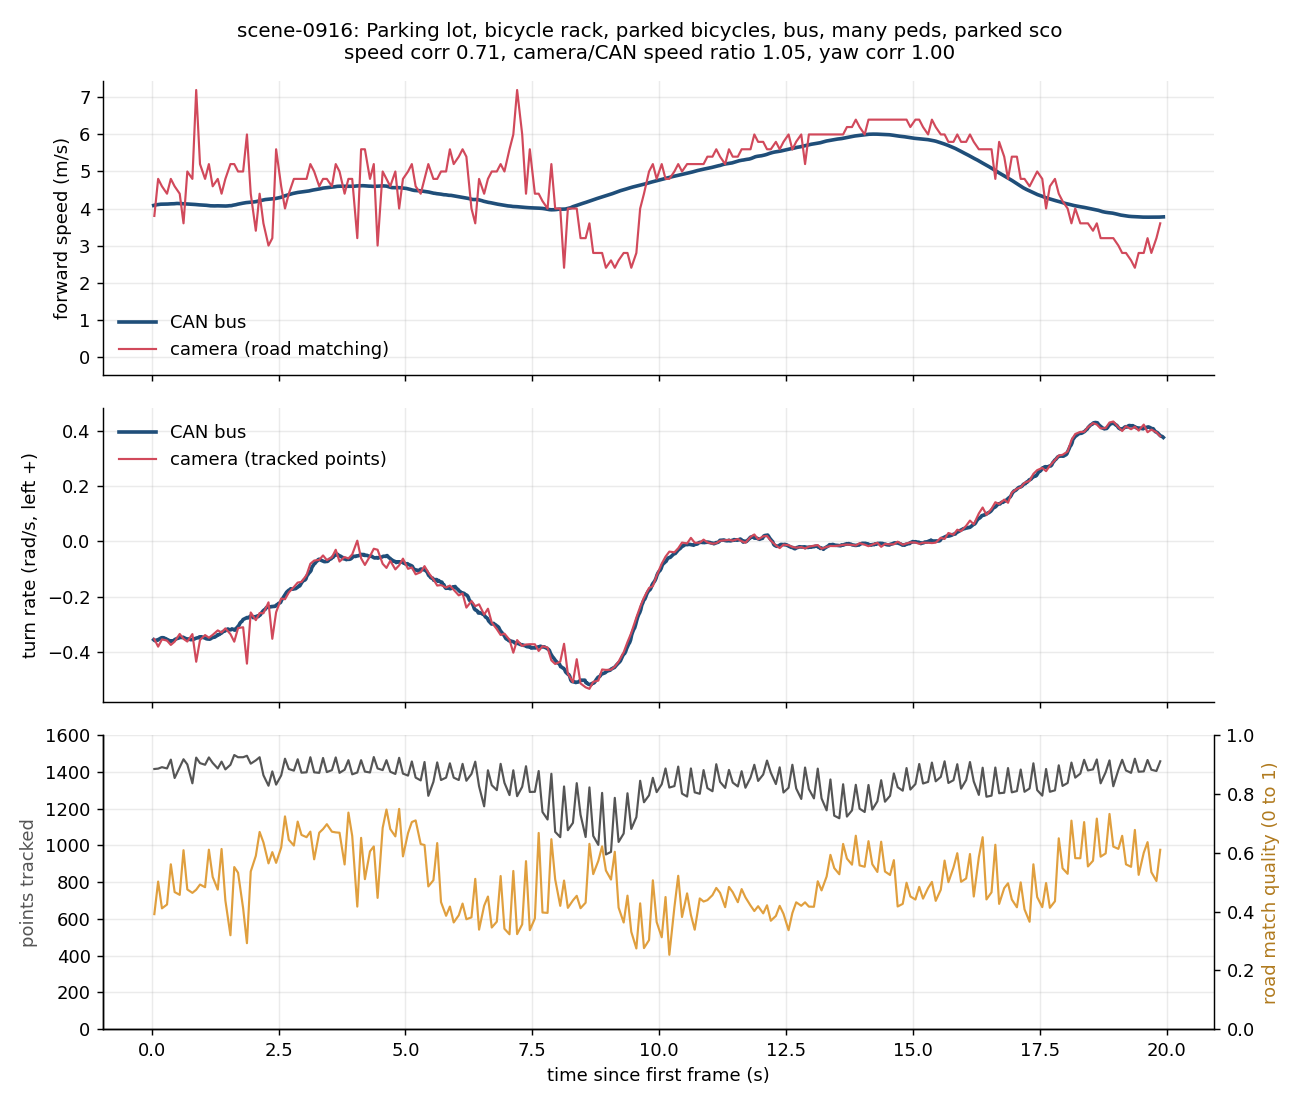 scene-0916: Parking lot, bicycle rack, parked bicycles, bus, many peds, parked sco
speed corr 0.71, camera/CAN speed ratio 1.05, yaw corr 1.00
forward speed (m/s)
7
6
5
4
3
2
1
0
CAN bus
camera (road matching)
turn rate (rad/s, left +)
0.4
0.2
0.0
−0.2
−0.4
CAN bus
camera (tracked points)
points tracked
1600
1400
1200
1000
800
600
400
200
0
road match quality (0 to 1)
1.0
0.8
0.6
0.4
0.2
0.0
0.0 2.5 5.0 7.5 10.0 12.5 15.0 17.5 20.0
time since first frame (s)